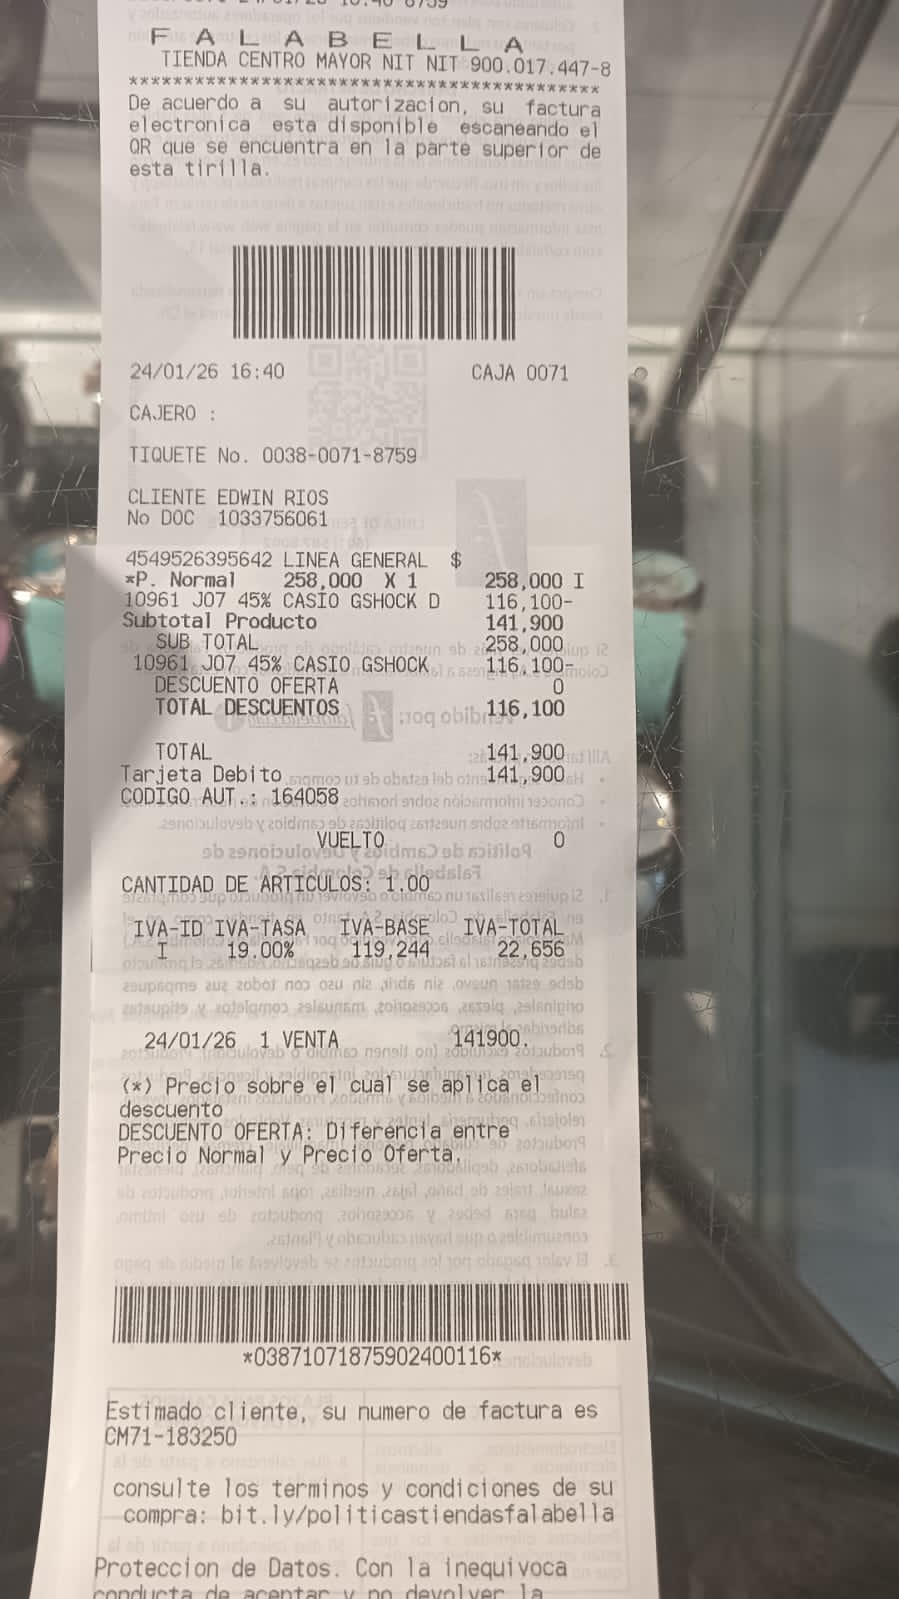 F A L A B E L L A
TIENDA CENTRO MAYOR NIT NIT 900.017.447-8
******************************************
De acuerdo a su autorizacion, su factura
electronica esta disponible escaneando el
QR que se encuentra en la parte superior de
esta tirilla.
24/01/26 16:40 CAJA 0071
CAJERO :
TIQUETE No. 0038-0071-8759
CLIENTE EDWIN RIOS
No DOC 1033756061
4549526395642 LINEA GENERAL $
*P. Normal 258,000 X 1 258,000 I
10961 J07 45% CASIO GSHOCK D 116,100-
Subtotal Producto 141,900
SUB TOTAL 258,000
10961 J07 45% CASIO GSHOCK 116,100-
DESCUENTO OFERTA 0
TOTAL DESCUENTOS 116,100
TOTAL 141,900
Tarjeta Debito 141,900
CODIGO AUT.: 164058
VUELTO 0
CANTIDAD DE ARTICULOS: 1.00
IVA-ID IVA-TASA IVA-BASE IVA-TOTAL
I 19.00% 119,244 22,656
24/01/26 1 VENTA 141900.
(*) Precio sobre el cual se aplica el
descuento
DESCUENTO OFERTA: Diferencia entre
Precio Normal y Precio Oferta.
*03871071875902400116*
Estimado cliente, su numero de factura es
CM71-183250
consulte los terminos y condiciones de su
compra: bit.ly/politicastiendasfalabella
Proteccion de Datos. Con la inequivoca
conducta de aceptar y no devolver la